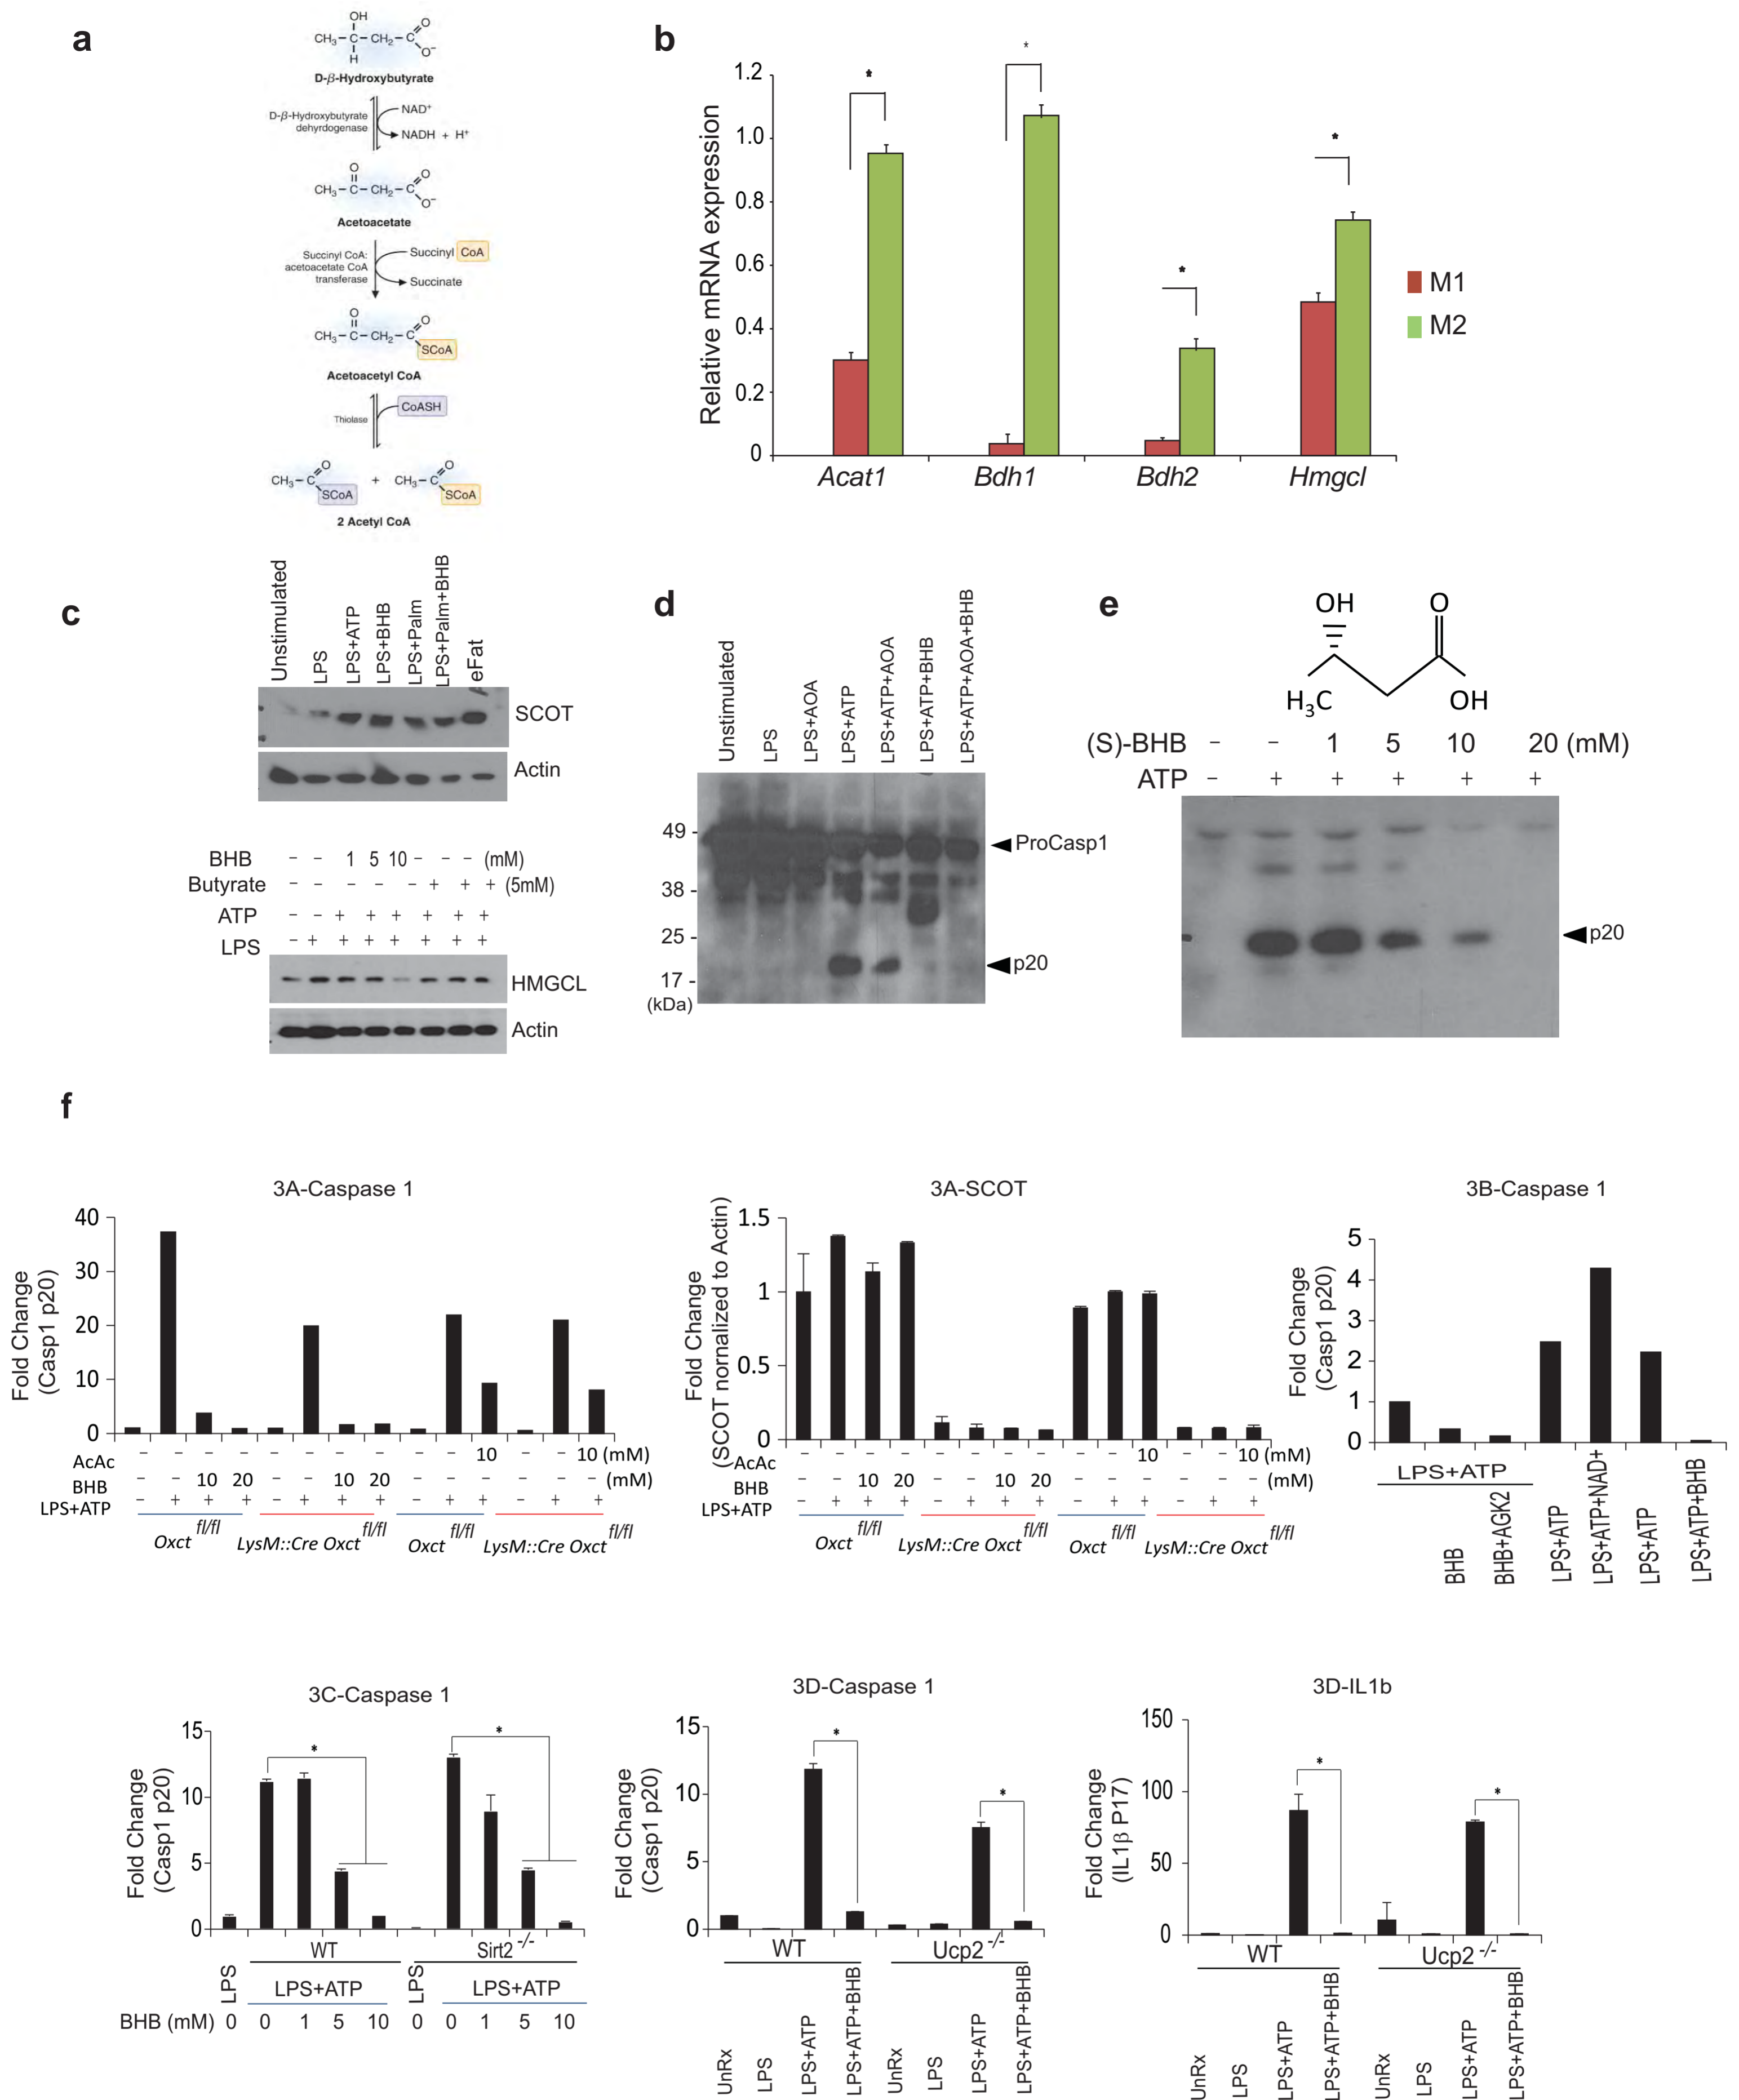 a
OH
CH3–C–CH2–C
O
O−
H
D-β-Hydroxybutyrate
D-β-Hydroxybutyrate
dehyrdogenase
NAD+
NADH + H+
O
CH3–C–CH2–C
O
O−
Acetoacetate
Succinyl CoA:
acetoacetate CoA
transferase
Succinyl CoA
Succinate
O
CH3–C–CH2–C
O
SCoA
Acetoacetyl CoA
Thiolase
CoASH
CH3–C
O
SCoA
+
CH3–C
O
SCoA
2 Acetyl CoA
b
Relative mRNA expression
1.2
1.0
0.8
0.6
0.4
0.2
0
* * * *
Acat1 Bdh1 Bdh2 Hmgcl
M1
M2
c
Unstimulated
LPS
LPS+ATP
LPS+BHB
LPS+Palm
LPS+Palm+BHB
eFat
SCOT
Actin
BHB − − 1 5 10 − − − (mM)
Butyrate − − − − − − + + + (5mM)
ATP − − + + + + + +
LPS − + + + + + + +
HMGCL
Actin
d
Unstimulated
LPS
LPS+AOA
LPS+ATP
LPS+ATP+AOA
LPS+ATP+BHB
LPS+ATP+AOA+BHB
49 -
38 -
25 -
17 -
(kDa)
ProCasp1
p20
e
OH O
H3C OH
(S)-BHB − − 1 5 10 20 (mM)
ATP − + + + + +
p20
f
3A-Caspase 1
Fold Change
(Casp1 p20)
40
30
20
10
0
AcAc − − − − − − − − − − 10 − − 10 (mM)
BHB − − 10 20 − − 10 20 − − − − − − (mM)
LPS+ATP − + + + − + + + − + + − + +
Oxct fl/fl LysM::Cre Oxct fl/fl Oxct fl/fl LysM::Cre Oxct fl/fl
3A-SCOT
Fold Change
(SCOT nornalized to Actin)
1.5
1
0.5
0
AcAc − − − − − − − − − − 10 − − 10 (mM)
BHB − − 10 20 − − 10 20 − − − − − − (mM)
LPS+ATP − + + + − + + + − + + − + +
Oxct fl/fl LysM::Cre Oxct fl/fl Oxct fl/fl LysM::Cre Oxct fl/fl
3B-Caspase 1
Fold Change
(Casp1 p20)
5
4
3
2
1
0
LPS+ATP
BHB
BHB+AGK2
LPS+ATP
LPS+ATP+NAD+
LPS+ATP
LPS+ATP+BHB
3C-Caspase 1
Fold Change
(Casp1 p20)
15
10
5
0
* *
WT Sirt2 -/-
LPS LPS+ATP LPS LPS+ATP
BHB (mM) 0 0 1 5 10 0 0 1 5 10
3D-Caspase 1
Fold Change
(Casp1 p20)
15
10
5
0
* *
WT Ucp2 -/-
UnRx
LPS
LPS+ATP
LPS+ATP+BHB
UnRx
LPS
LPS+ATP
LPS+ATP+BHB
3D-IL1b
Fold Change
(IL1β P17)
150
100
50
0
* *
WT Ucp2 -/-
UnRx
LPS
LPS+ATP
LPS+ATP+BHB
UnRx
LPS
LPS+ATP
LPS+ATP+BHB